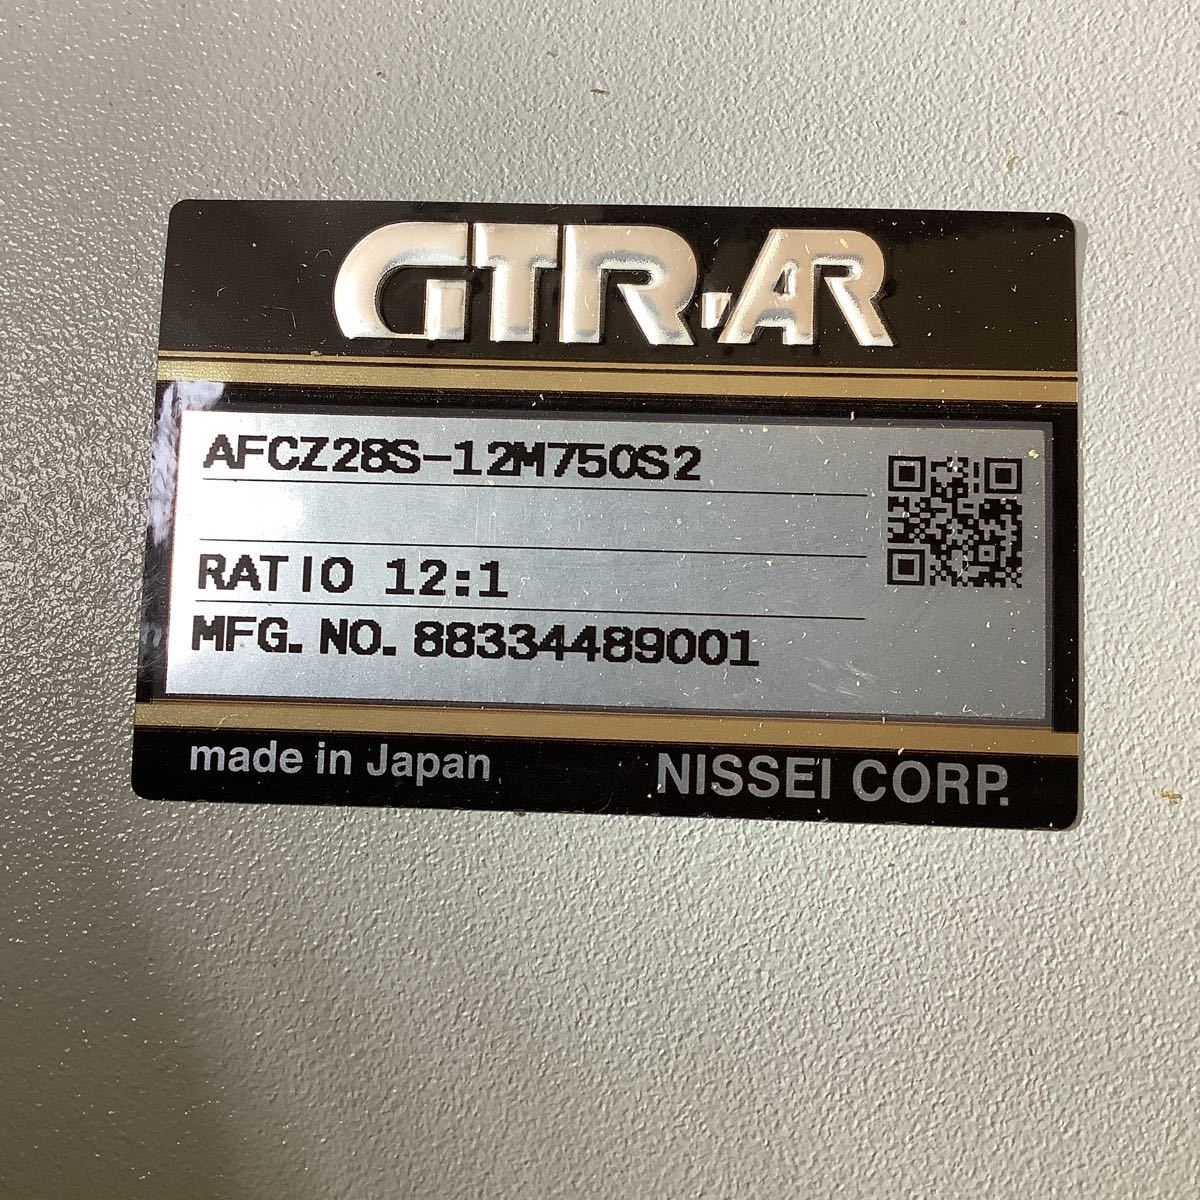 GTR-AR
AFCZ28S-12M750S2
RATIO 12:1
MFG. NO. 88334489001
made in Japan
NISSEI CORP.